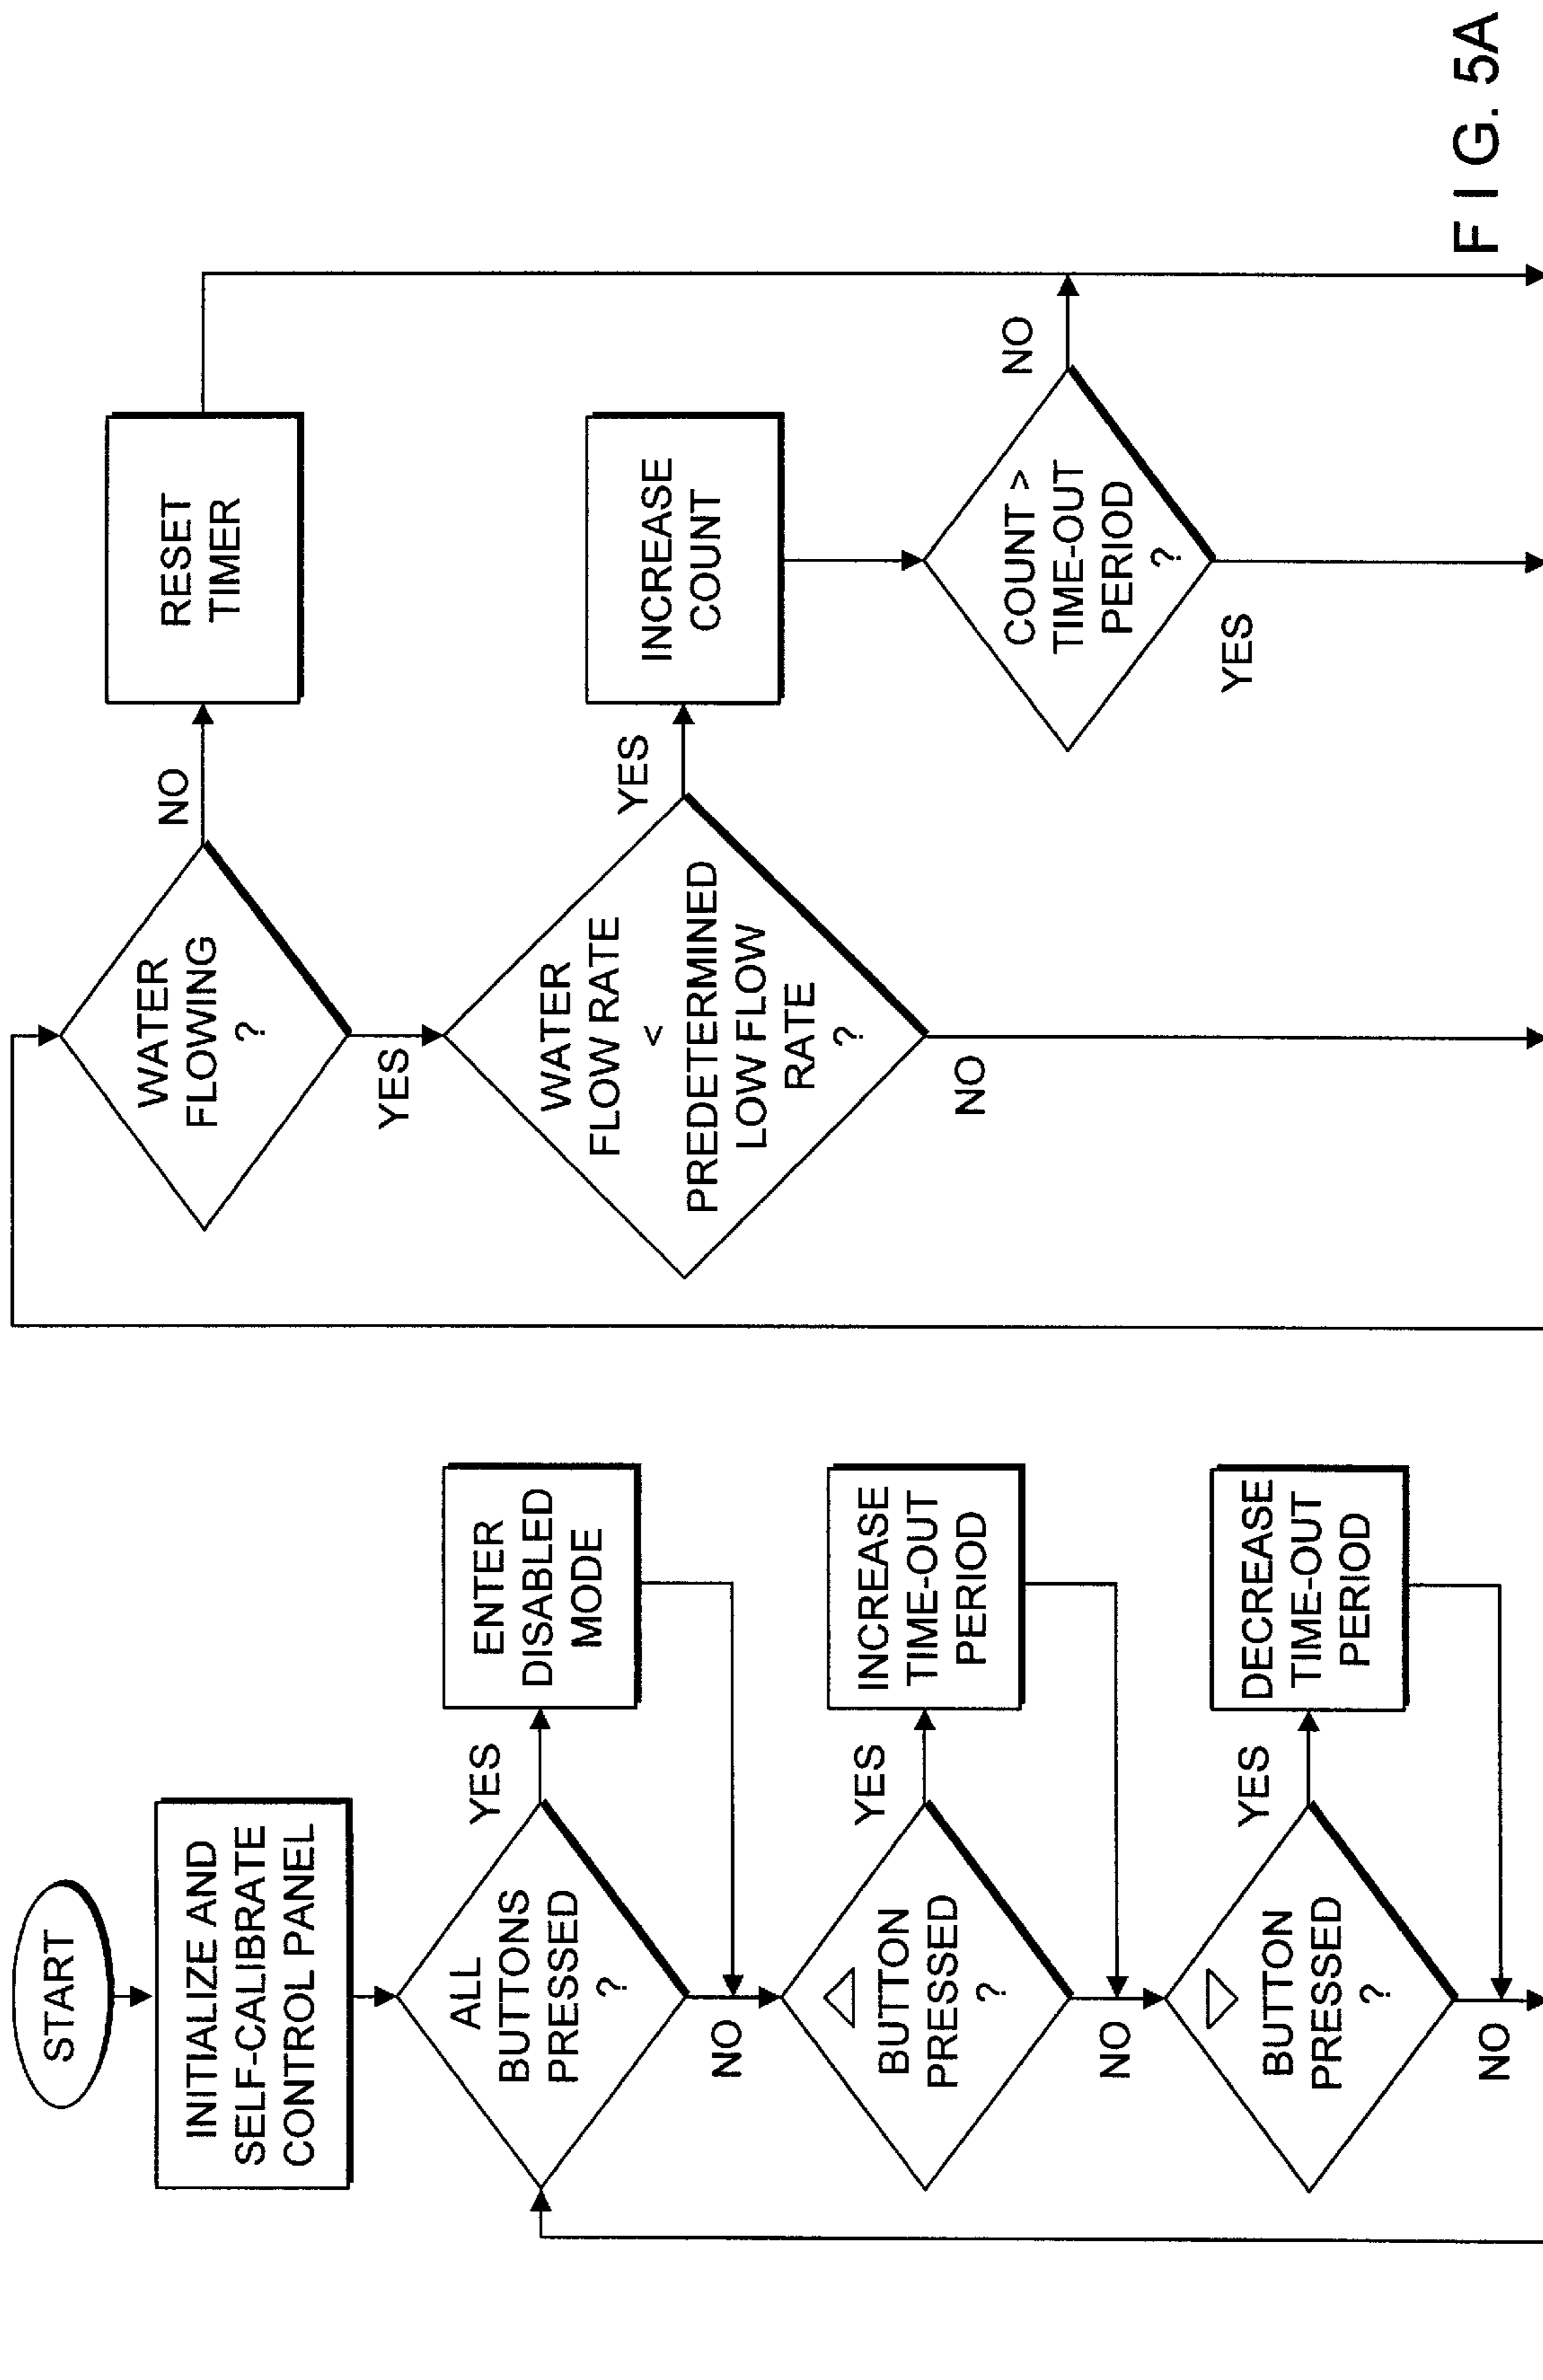 START
INITIALIZE AND
SELF-CALIBRATE
CONTROL PANEL
ALL
BUTTONS
PRESSED
?
YES
ENTER
DISABLED
MODE
NO
△
BUTTON
PRESSED
?
YES
INCREASE
TIME-OUT
PERIOD
NO
▽
BUTTON
PRESSED
?
YES
DECREASE
TIME-OUT
PERIOD
NO
WATER
FLOWING
?
NO
RESET
TIMER
YES
WATER
FLOW RATE
<
PREDETERMINED
LOW FLOW
RATE
?
YES
INCREASE
COUNT
NO
COUNT >
TIME-OUT
PERIOD
?
NO
YES
FIG. 5A